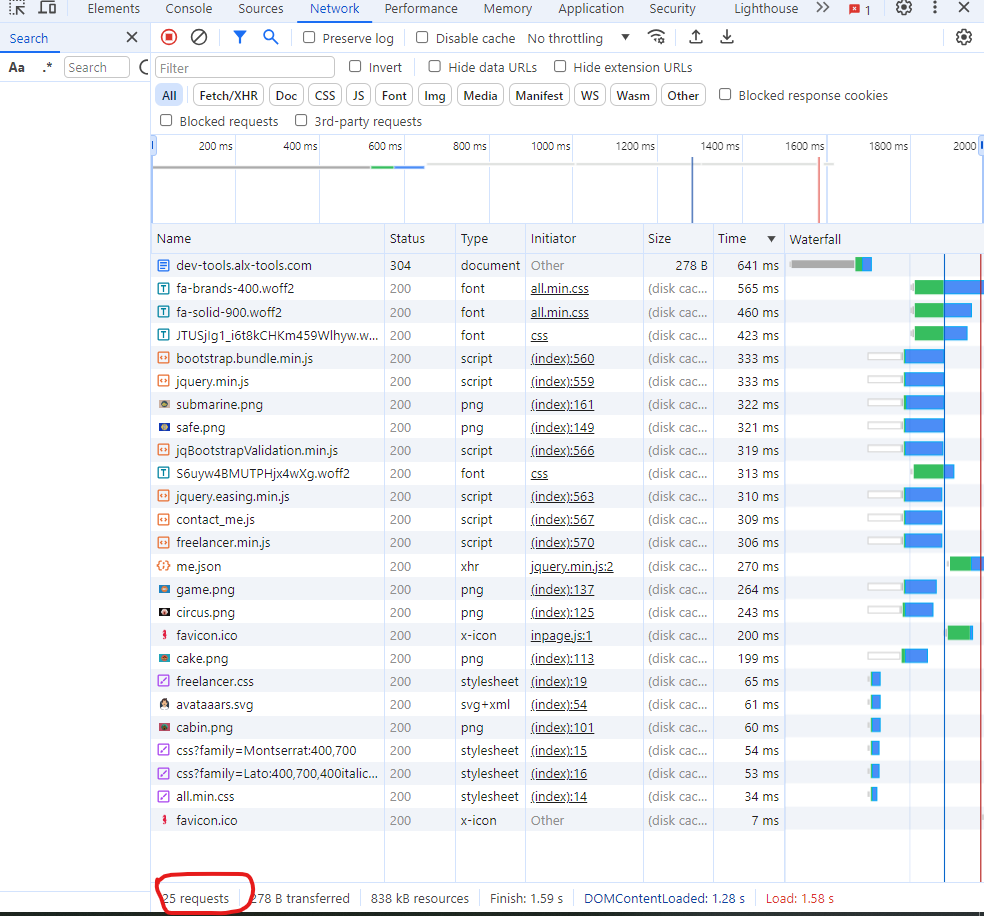 Elements Console Sources Network Performance Memory Application Security Lighthouse 1
Search Preserve log Disable cache No throttling
Aa .* Search Filter Invert Hide data URLs Hide extension URLs
All Fetch/XHR Doc CSS JS Font Img Media Manifest WS Wasm Other Blocked response cookies
Blocked requests 3rd-party requests
200 ms 400 ms 600 ms 800 ms 1000 ms 1200 ms 1400 ms 1600 ms 1800 ms 2000
Name Status Type Initiator Size Time Waterfall
dev-tools.alx-tools.com 304 document Other 278 B 641 ms
fa-brands-400.woff2 200 font all.min.css (disk cac... 565 ms
fa-solid-900.woff2 200 font all.min.css (disk cac... 460 ms
JTUSjIg1_i6t8kCHKm459Wlhyw.w... 200 font css (disk cac... 423 ms
bootstrap.bundle.min.js 200 script (index):560 (disk cac... 333 ms
jquery.min.js 200 script (index):559 (disk cac... 333 ms
submarine.png 200 png (index):161 (disk cac... 322 ms
safe.png 200 png (index):149 (disk cac... 321 ms
jqBootstrapValidation.min.js 200 script (index):566 (disk cac... 319 ms
S6uyw4BMUTPHjx4wXg.woff2 200 font css (disk cac... 313 ms
jquery.easing.min.js 200 script (index):563 (disk cac... 310 ms
contact_me.js 200 script (index):567 (disk cac... 309 ms
freelancer.min.js 200 script (index):570 (disk cac... 306 ms
me.json 200 xhr jquery.min.js:2 (disk cac... 270 ms
game.png 200 png (index):137 (disk cac... 264 ms
circus.png 200 png (index):125 (disk cac... 243 ms
favicon.ico 200 x-icon inpage.js:1 (disk cac... 200 ms
cake.png 200 png (index):113 (disk cac... 199 ms
freelancer.css 200 stylesheet (index):19 (disk cac... 65 ms
avataaars.svg 200 svg+xml (index):54 (disk cac... 61 ms
cabin.png 200 png (index):101 (disk cac... 60 ms
css?family=Montserrat:400,700 200 stylesheet (index):15 (disk cac... 54 ms
css?family=Lato:400,700,400italic... 200 stylesheet (index):16 (disk cac... 53 ms
all.min.css 200 stylesheet (index):14 (disk cac... 34 ms
favicon.ico 200 x-icon Other (disk cac... 7 ms
25 requests 278 B transferred 838 kB resources Finish: 1.59 s DOMContentLoaded: 1.28 s Load: 1.58 s